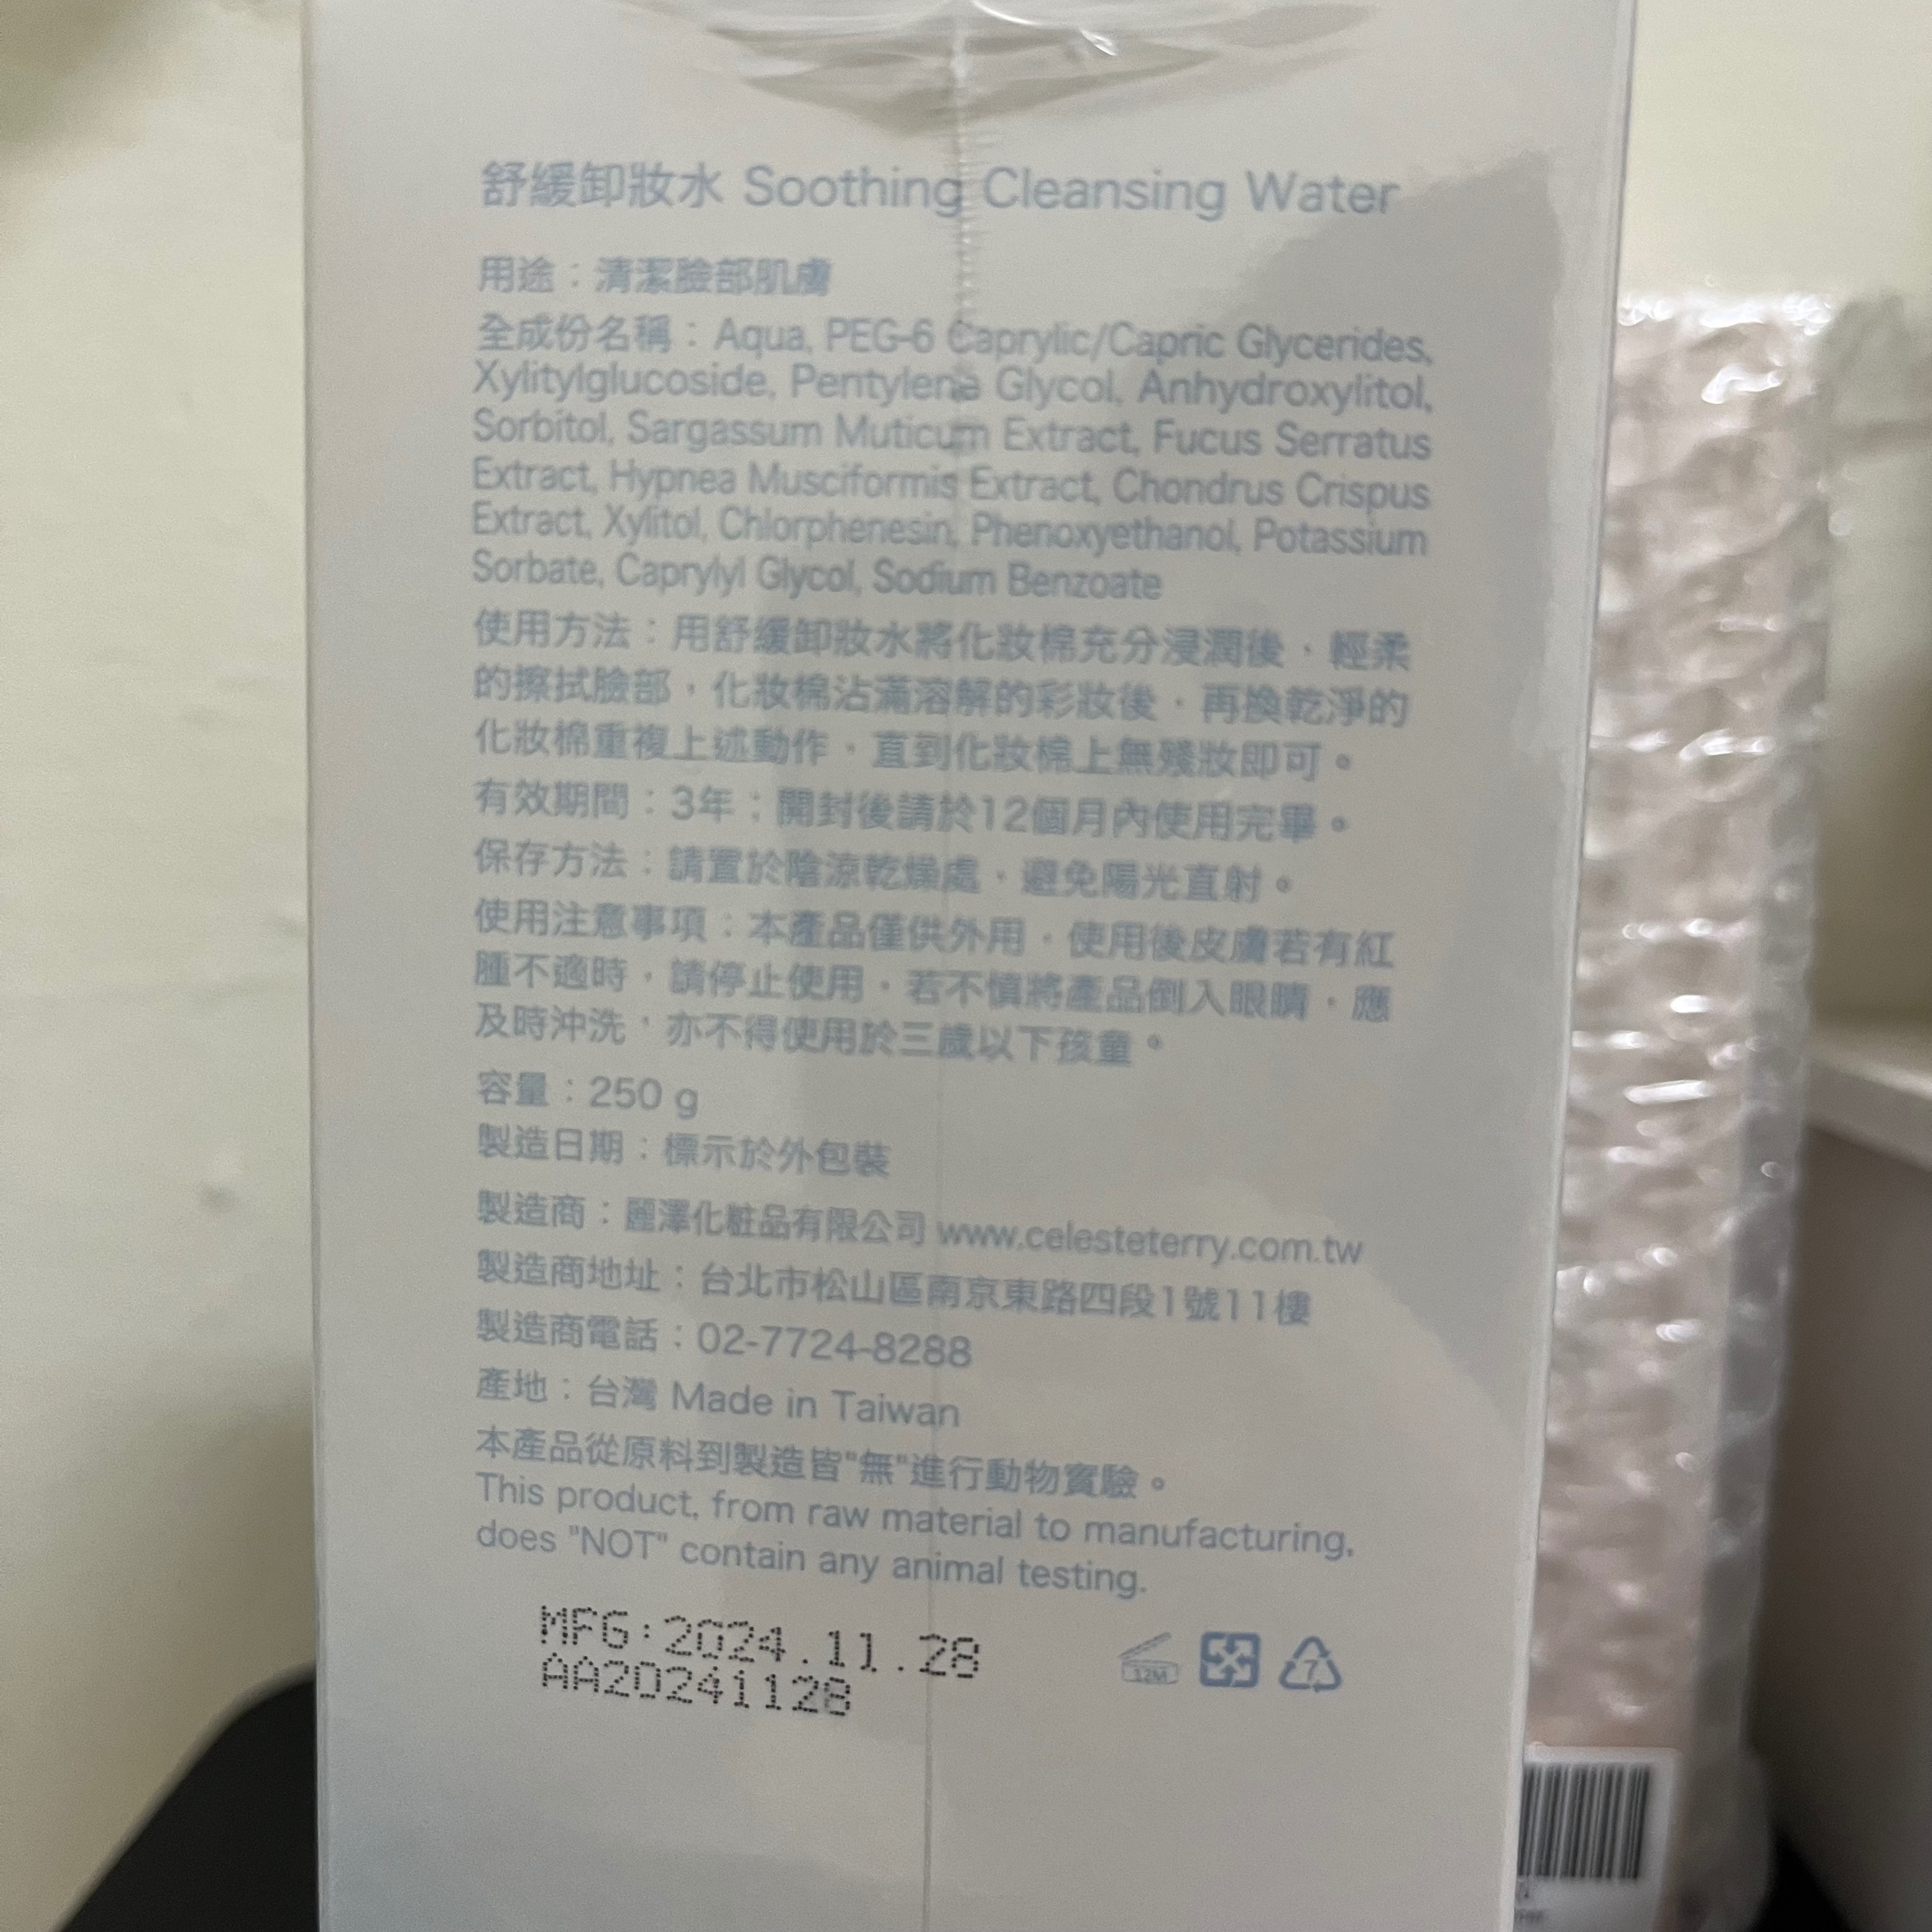 舒緩卸妝水 Soothing Cleansing Water
用途：清潔臉部肌膚
全成份名稱：Aqua, PEG-6 Caprylic/Capric Glycerides,
Xylitylglucoside, Pentylene Glycol, Anhydroxylitol,
Sorbitol, Sargassum Muticum Extract, Fucus Serratus
Extract, Hypnea Musciformis Extract, Chondrus Crispus
Extract, Xylitol, Chlorphenesin, Phenoxyethanol, Potassium
Sorbate, Caprylyl Glycol, Sodium Benzoate
使用方法：用舒緩卸妝水將化妝棉充分浸潤後，輕柔
的擦拭臉部，化妝棉沾滿溶解的彩妝後，再換乾淨的
化妝棉重複上述動作，直到化妝棉上無殘妝即可。
有效期間：3年；開封後請於12個月內使用完畢。
保存方法：請置於陰涼乾燥處，避免陽光直射。
使用注意事項：本產品僅供外用，使用後皮膚若有紅
腫不適時，請停止使用，若不慎將產品倒入眼睛，應
及時沖洗，亦不得使用於三歲以下孩童。
容量：250 g
製造日期：標示於外包裝
製造商：麗澤化粧品有限公司 www.celesteterry.com.tw
製造商地址：台北市松山區南京東路四段1號11樓
製造商電話：02-7724-8288
產地：台灣 Made in Taiwan
本產品從原料到製造皆"無"進行動物實驗。
This product, from raw material to manufacturing,
does "NOT" contain any animal testing.
MFG:2024.11.28
AA20241128
12M
7